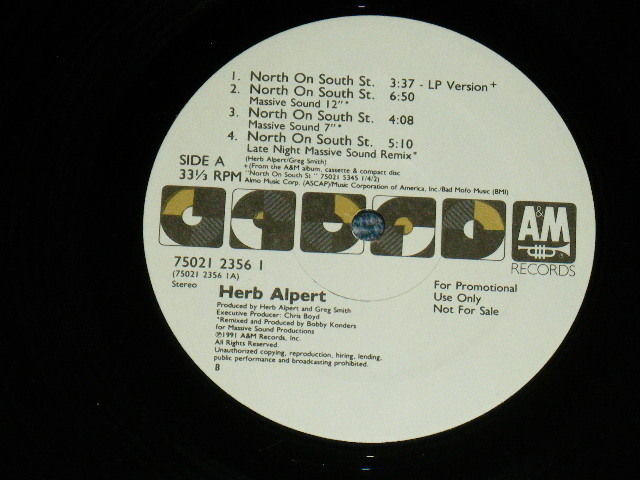 1. North On South St. 3:37 - LP Version+
2. North On South St. 6:50
Massive Sound 12"*
3. North On South St. 4:08
Massive Sound 7"*
4. North On South St. 5:10
Late Night Massive Sound Remix*
SIDE A
(Herb Alpert/Greg Smith)
+(From the A&M album, cassette & compact disc
33⅓ RPM
"North On South St." 75021 5345 1/4/2)
Almo Music Corp. (ASCAP)/Music Corporation of America, Inc./Bad Mofo Music (BMI)
A&M
RECORDS
75021 2356 1
(75021 2356 1A)
Stereo
Herb Alpert
For Promotional
Use Only
Not For Sale
Produced by Herb Alpert and Greg Smith
Executive Producer: Chris Boyd
*Remixed and Produced by Bobby Konders
for Massive Sound Productions
℗1991 A&M Records, Inc.
All Rights Reserved.
Unauthorized copying, reproduction, hiring, lending,
public performance and broadcasting prohibited.
8